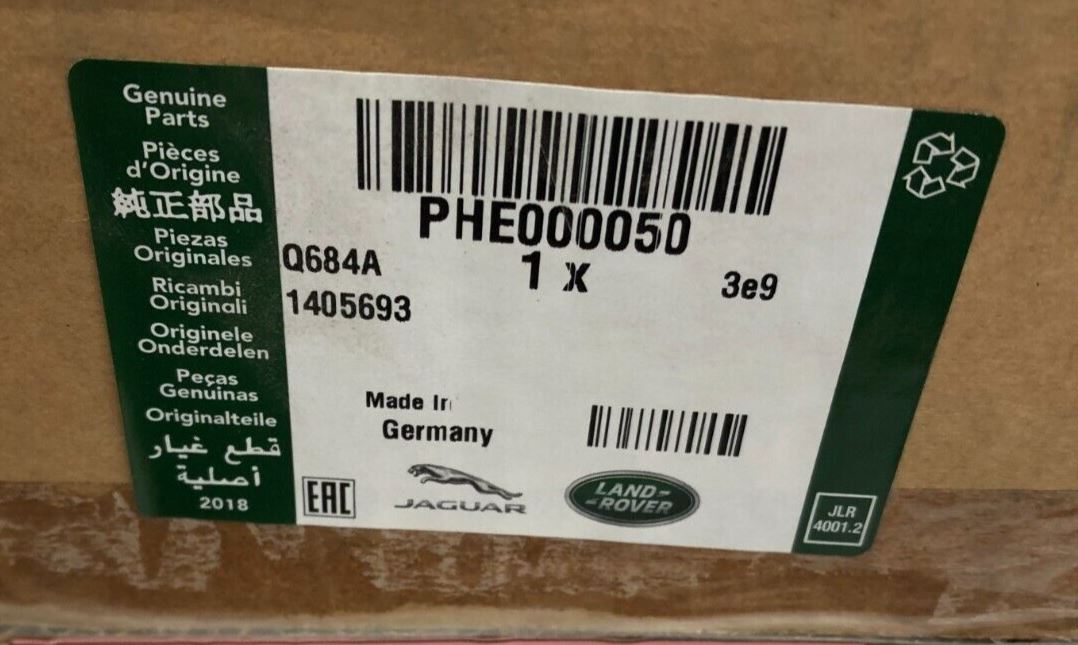 Genuine
Parts
Pièces
d'Origine
純正部品
Piezas
Originales
Ricambi
Originali
Originele
Onderdelen
Peças
Genuinas
Originalteile
قطع غيار
أصلية
2018
PHE000050
Q684A
1 x
3e9
1405693
Made In
Germany
EAC
JAGUAR
LAND-
-ROVER
JLR
4001.2